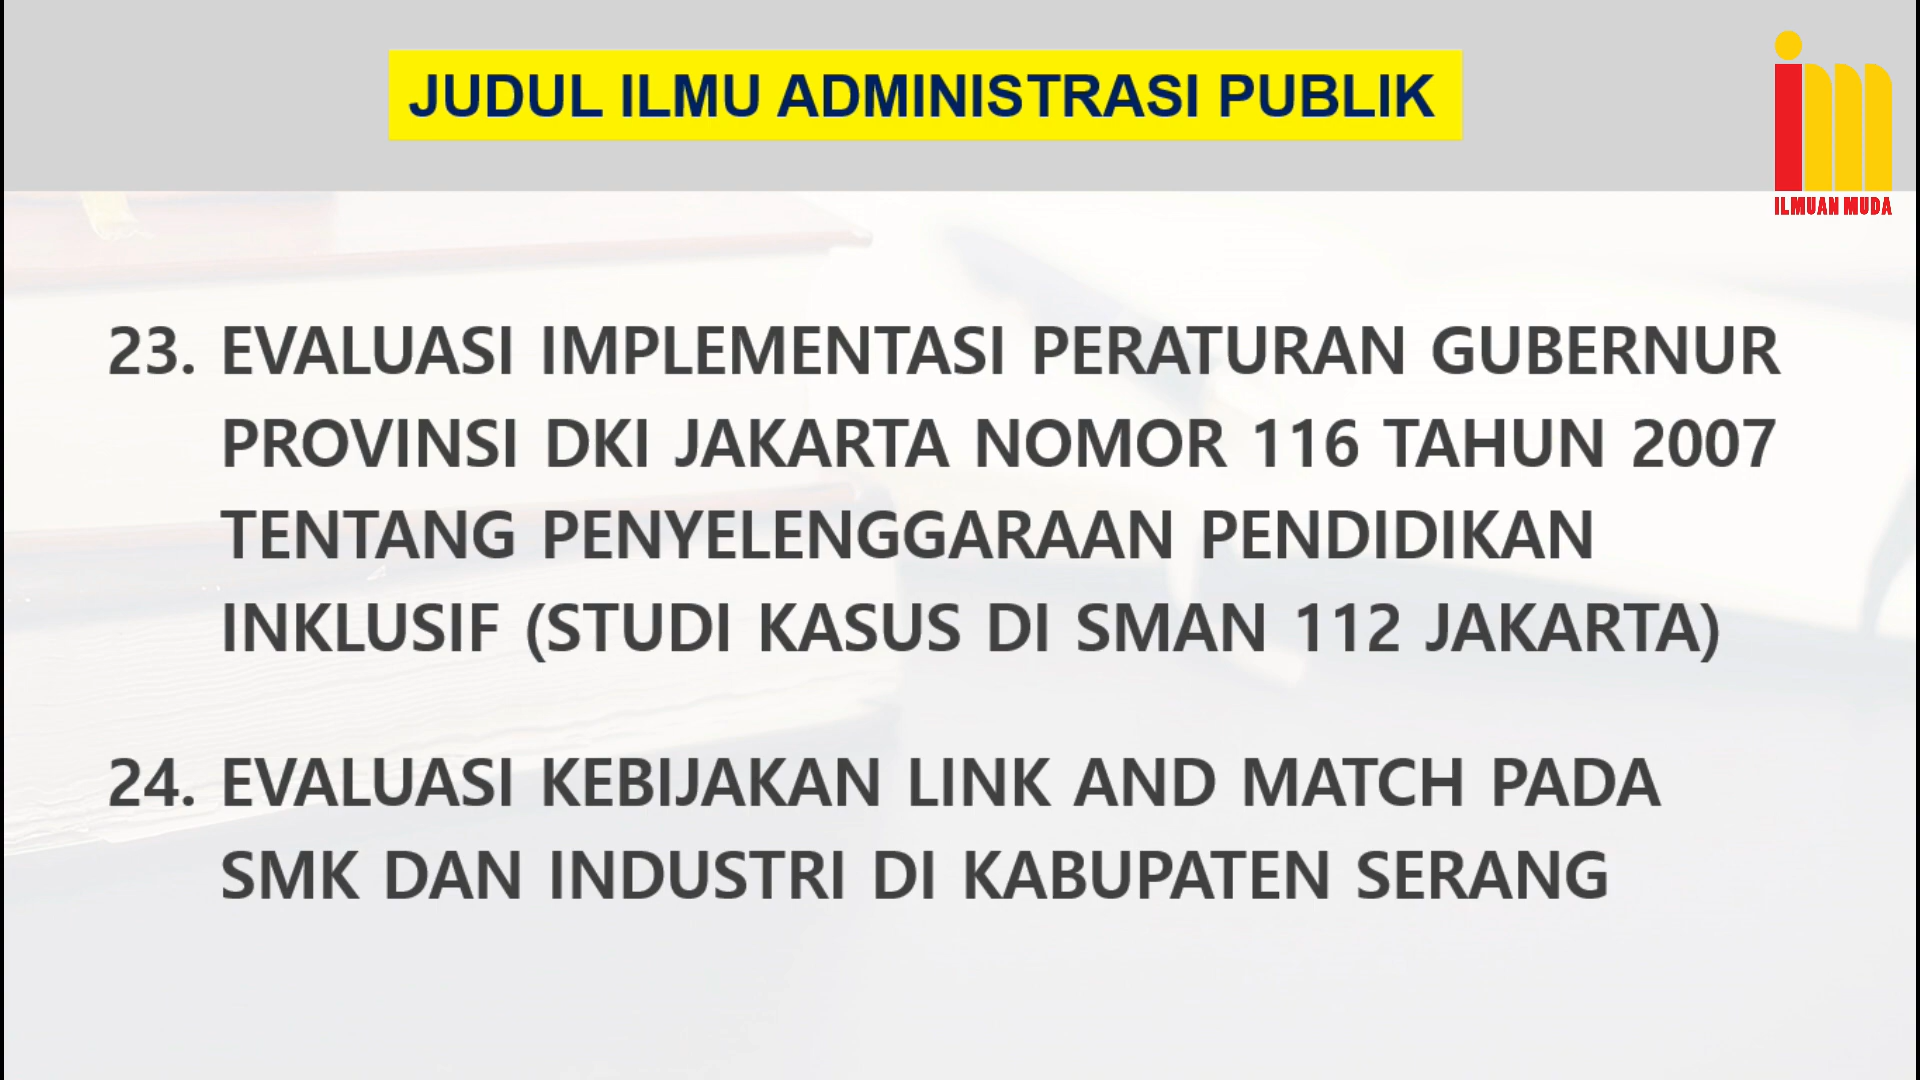 JUDUL ILMU ADMINISTRASI PUBLIK
ILMUAN MUDA
23. EVALUASI IMPLEMENTASI PERATURAN GUBERNUR
PROVINSI DKI JAKARTA NOMOR 116 TAHUN 2007
TENTANG PENYELENGGARAAN PENDIDIKAN
INKLUSIF (STUDI KASUS DI SMAN 112 JAKARTA)
24. EVALUASI KEBIJAKAN LINK AND MATCH PADA
SMK DAN INDUSTRI DI KABUPATEN SERANG